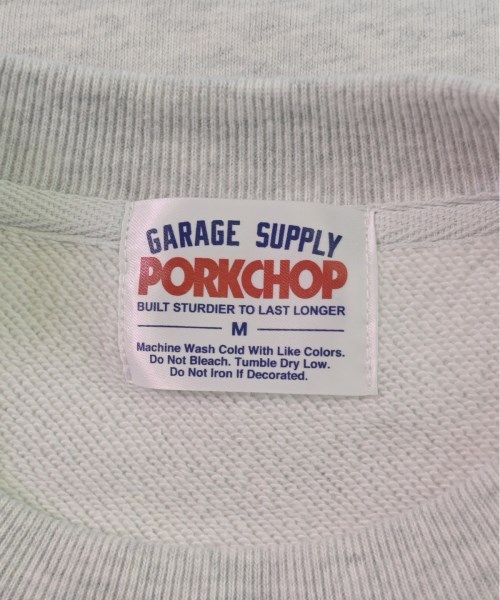 GARAGE SUPPLY
PORKCHOP
BUILT STURDIER TO LAST LONGER
M
Machine Wash Cold With Like Colors.
Do Not Bleach. Tumble Dry Low.
Do Not Iron If Decorated.